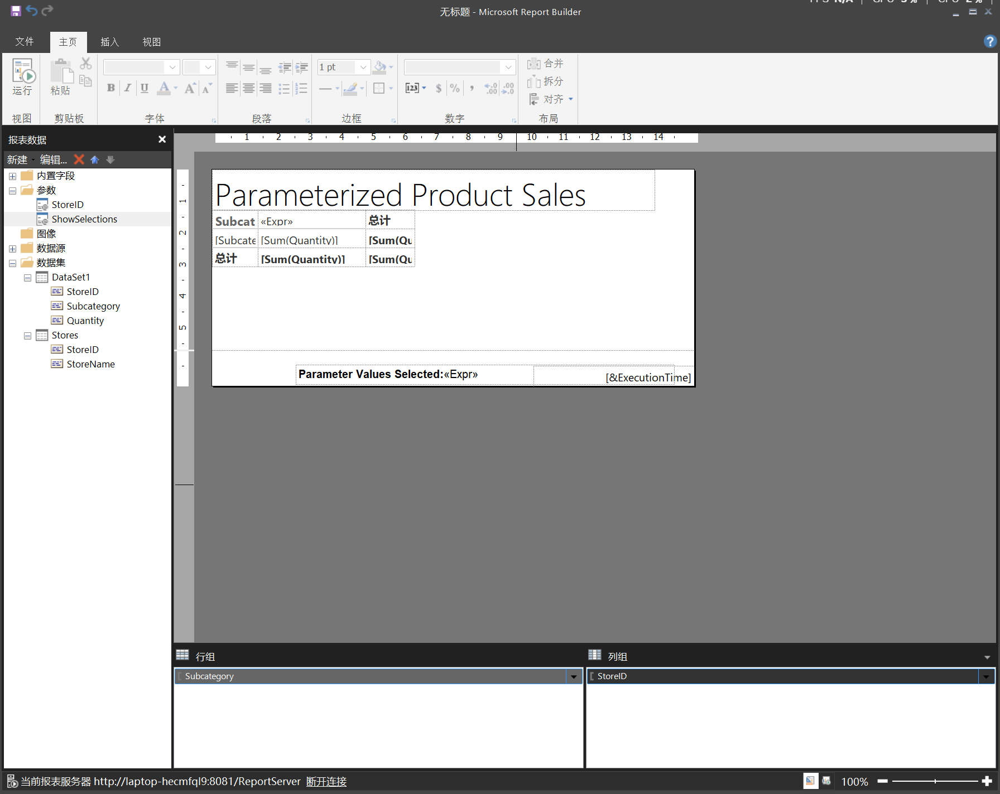 无标题 - Microsoft Report Builder
文件 主页 插入 视图
运行 粘贴 1 pt 合并
拆分
对齐
B I U A A A [123] $ % ,
视图 剪贴板 字体 段落 边框 数字 布局
报表数据
新建 编辑...
内置字段
参数
StoreID
ShowSelections
图像
数据源
数据集
DataSet1
StoreID
Subcategory
Quantity
Stores
StoreID
StoreName
1 2 3 4 5 6 7 8 9 10 11 12 13 14
1
2
3
4
5
Parameterized Product Sales
Subcat «Expr» 总计
[Subcate [Sum(Quantity)] [Sum(Qu
总计 [Sum(Quantity)] [Sum(Qu
Parameter Values Selected:«Expr»
[&ExecutionTime]
行组 列组
[ Subcategory [ StoreID
当前报表服务器 http://laptop-hecmfql9:8081/ReportServer 断开连接 100%